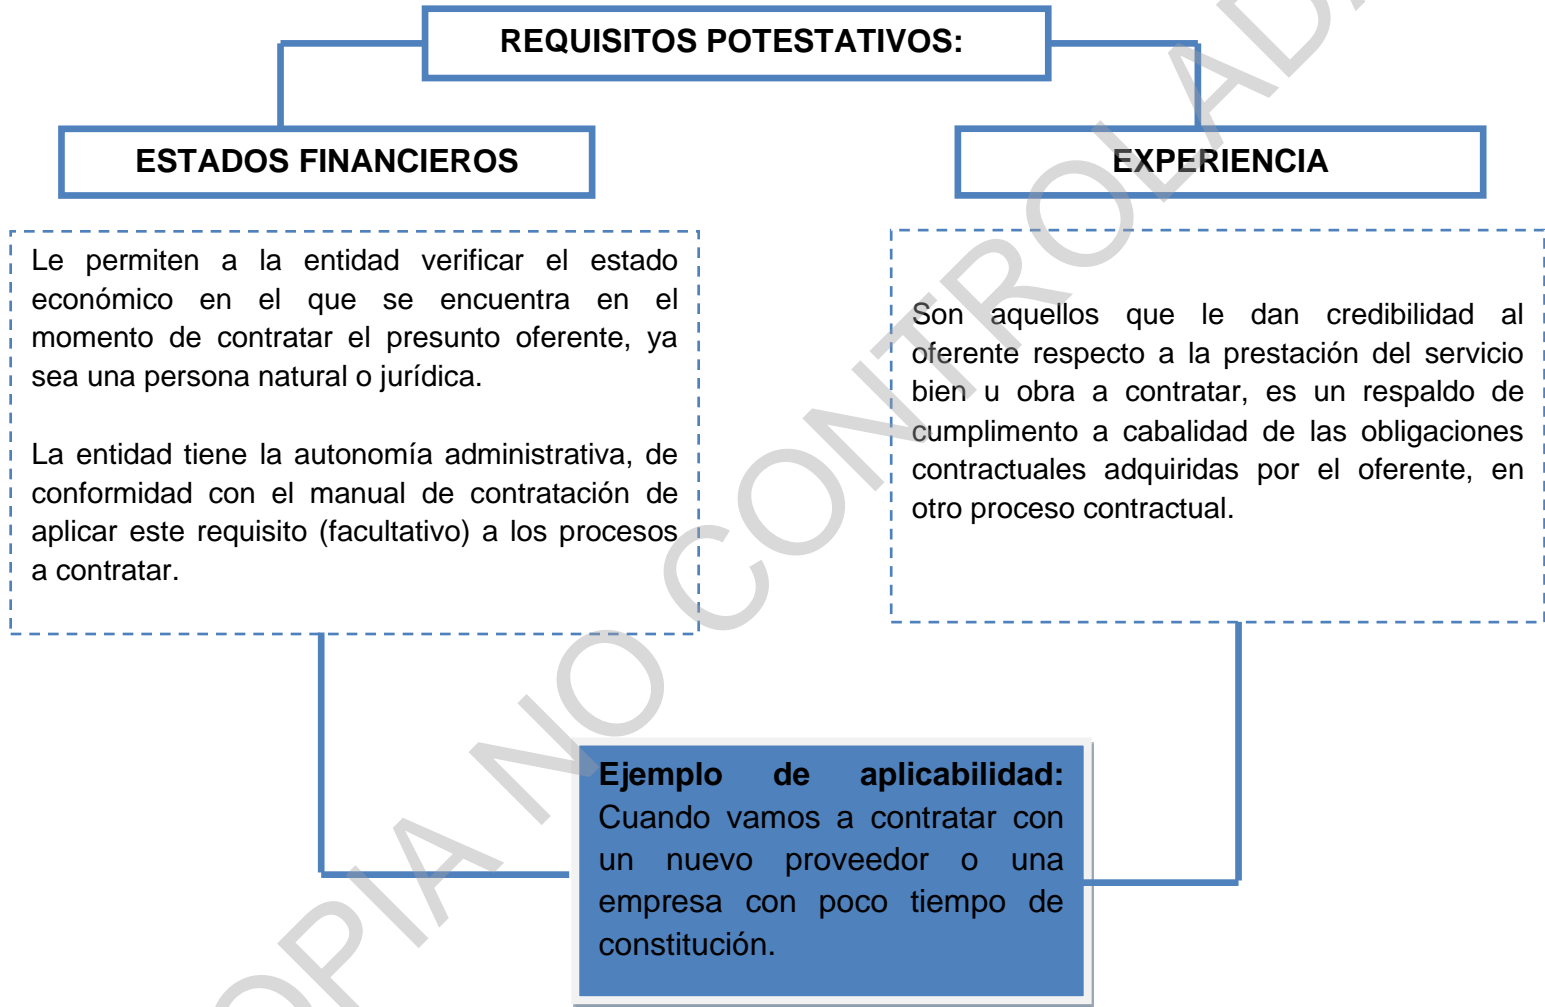 REQUISITOS POTESTATIVOS:
ESTADOS FINANCIEROS
EXPERIENCIA
Le permiten a la entidad verificar el estado
económico en el que se encuentra en el
momento de contratar el presunto oferente, ya
sea una persona natural o jurídica.
La entidad tiene la autonomía administrativa, de
conformidad con el manual de contratación de
aplicar este requisito (facultativo) a los procesos
a contratar.
Son aquellos que le dan credibilidad al
oferente respecto a la prestación del servicio
bien u obra a contratar, es un respaldo de
cumplimento a cabalidad de las obligaciones
contractuales adquiridas por el oferente, en
otro proceso contractual.
Ejemplo de aplicabilidad:
Cuando vamos a contratar con
un nuevo proveedor o una
empresa con poco tiempo de
constitución.
OPIA NO CONTROLADA